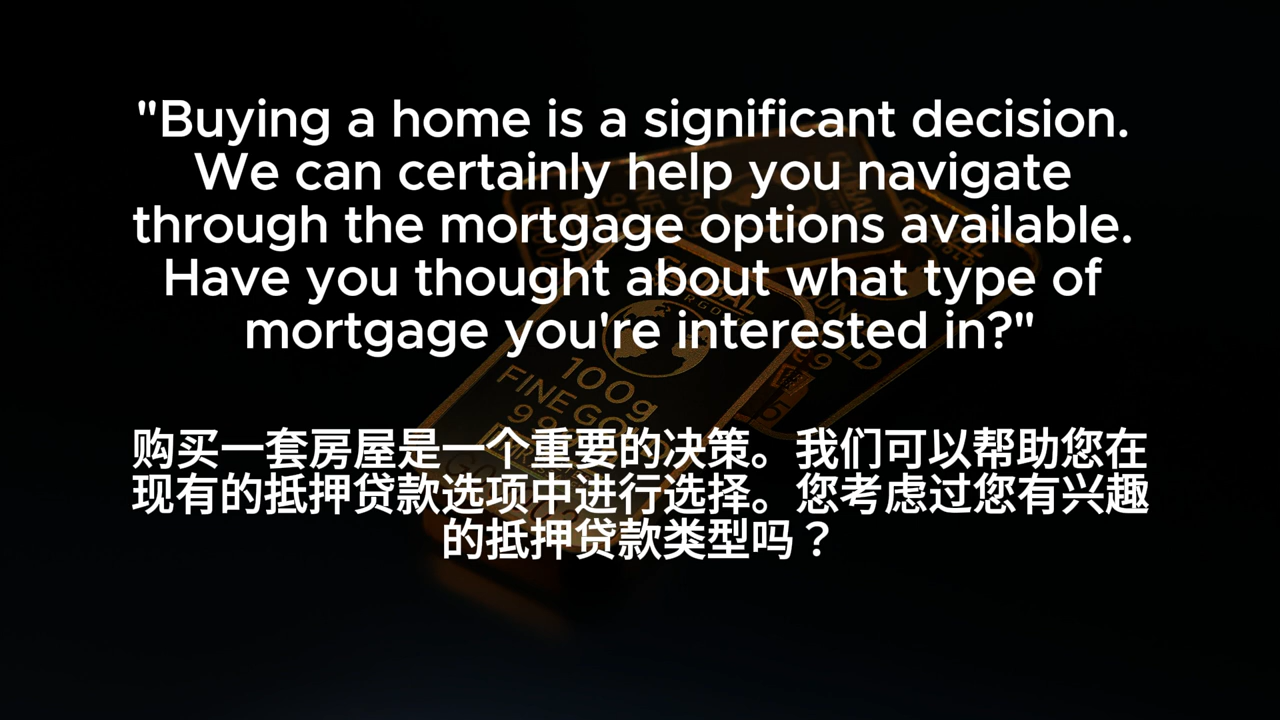 "Buying a home is a significant decision.
We can certainly help you navigate
through the mortgage options available.
Have you thought about what type of
mortgage you're interested in?"
购买一套房屋是一个重要的决策。我们可以帮助您在
现有的抵押贷款选项中进行选择。您考虑过您有兴趣
的抵押贷款类型吗？
GLOBAL
100g
FINE GOLD